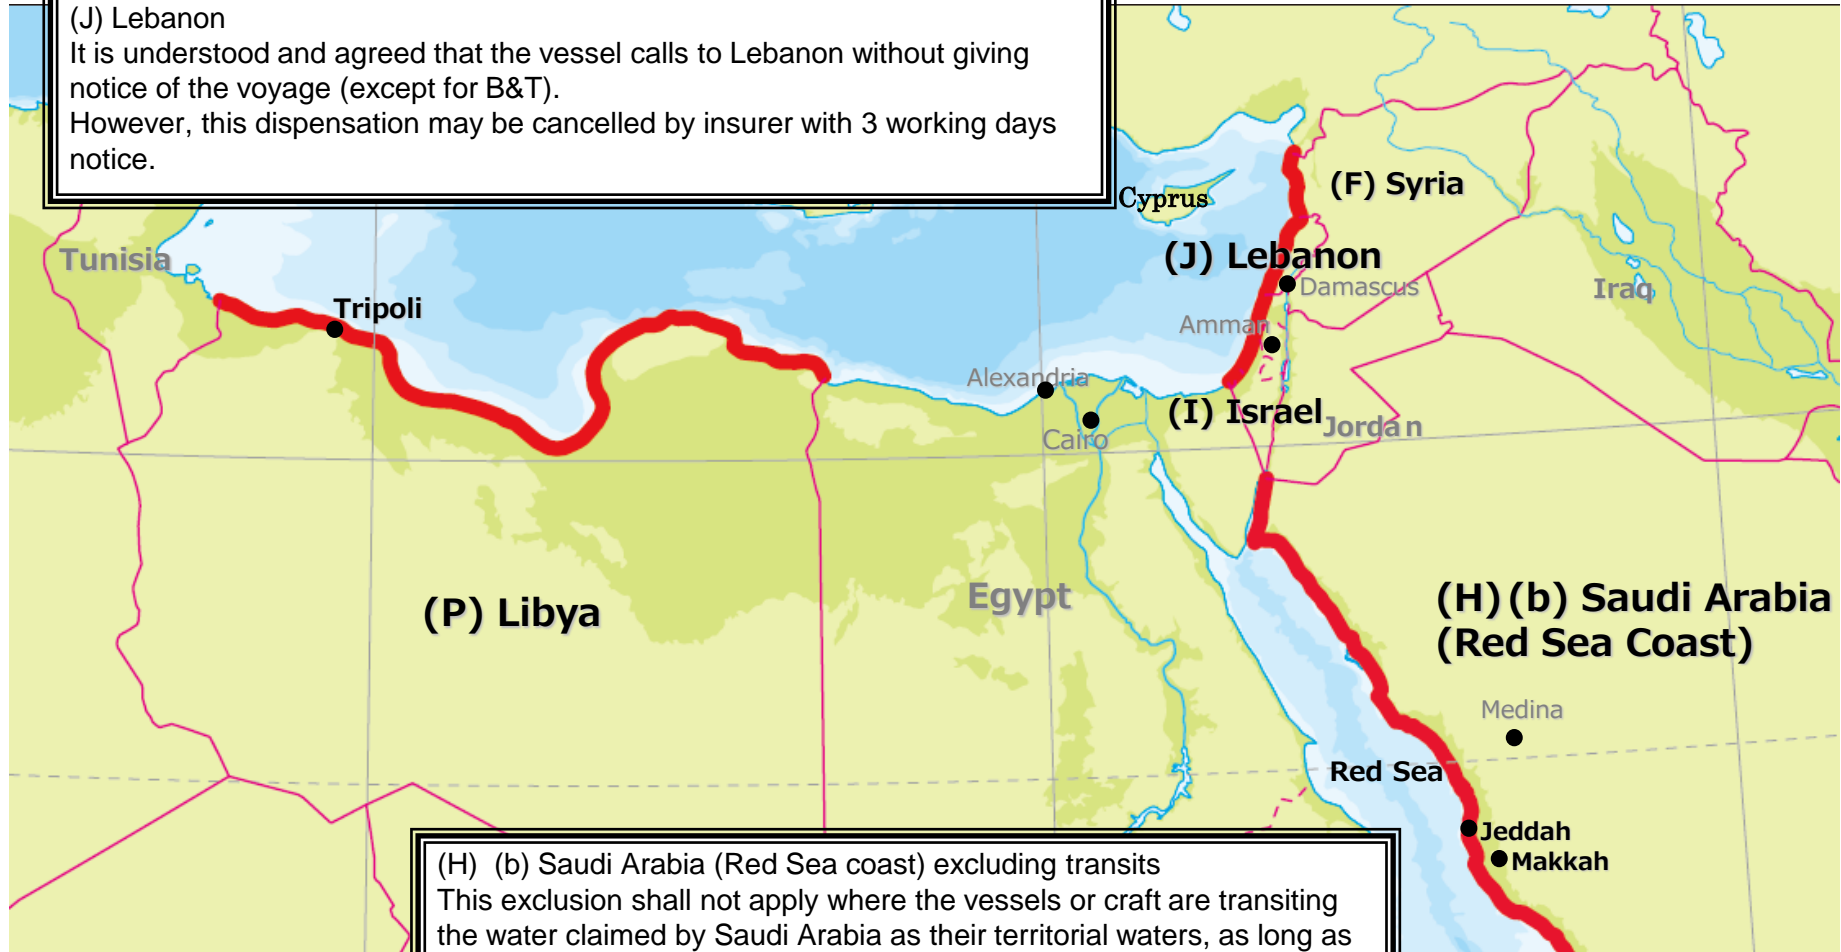 (J) Lebanon
It is understood and agreed that the vessel calls to Lebanon without giving
notice of the voyage (except for B&T).
However, this dispensation may be cancelled by insurer with 3 working days
notice.
Cyprus
(F) Syria
Tunisia
(J) Lebanon
Damascus
Iraq
Tripoli
Amman
Alexandria
(I) Israel
Jordan
Cairo
(P) Libya
Egypt
(H) (b) Saudi Arabia
(Red Sea Coast)
Medina
Red Sea
Jeddah
Makkah
(H) (b) Saudi Arabia (Red Sea coast) excluding transits
This exclusion shall not apply where the vessels or craft are transiting
the water claimed by Saudi Arabia as their territorial waters, as long as